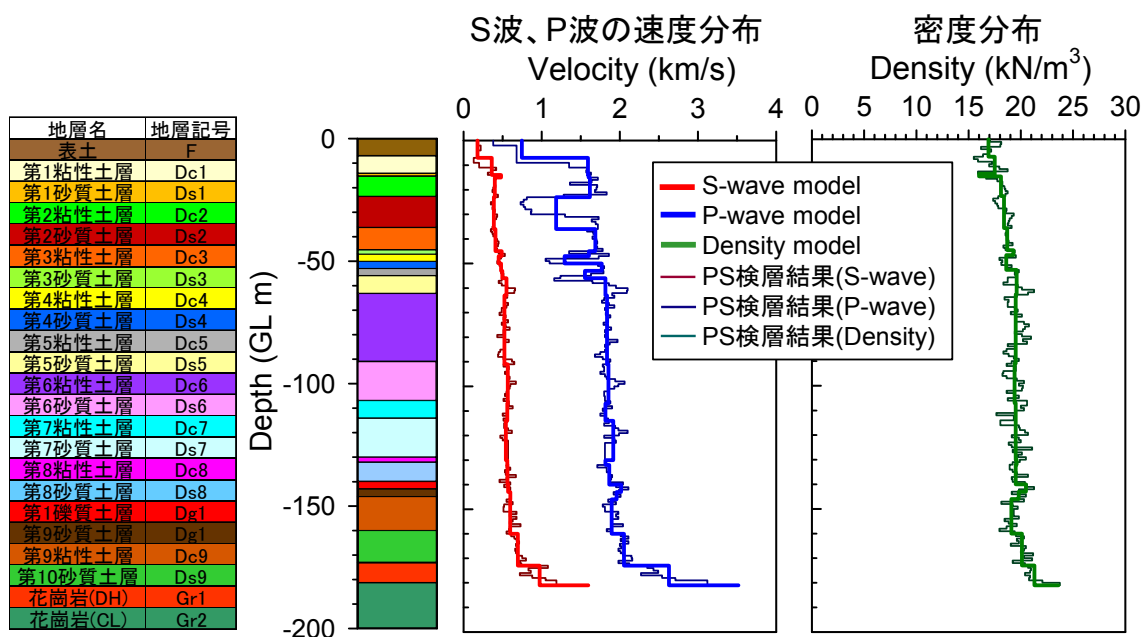 S波、P波の速度分布
Velocity (km/s)
0 1 2 3 4
密度分布
Density (kN/m3)
0 5 10 15 20 25 30
地層名 地層記号
表土 F
第1粘性土層 Dc1
第1砂質土層 Ds1
第2粘性土層 Dc2
第2砂質土層 Ds2
第3粘性土層 Dc3
第3砂質土層 Ds3
第4粘性土層 Dc4
第4砂質土層 Ds4
第5粘性土層 Dc5
第5砂質土層 Ds5
第6粘性土層 Dc6
第6砂質土層 Ds6
第7粘性土層 Dc7
第7砂質土層 Ds7
第8粘性土層 Dc8
第8砂質土層 Ds8
第1礫質土層 Dg1
第9砂質土層 Dg1
第9粘性土層 Dc9
第10砂質土層 Ds9
花崗岩(DH) Gr1
花崗岩(CL) Gr2
Depth (GL m)
0
-50
-100
-150
-200
S-wave model
P-wave model
Density model
PS検層結果(S-wave)
PS検層結果(P-wave)
PS検層結果(Density)